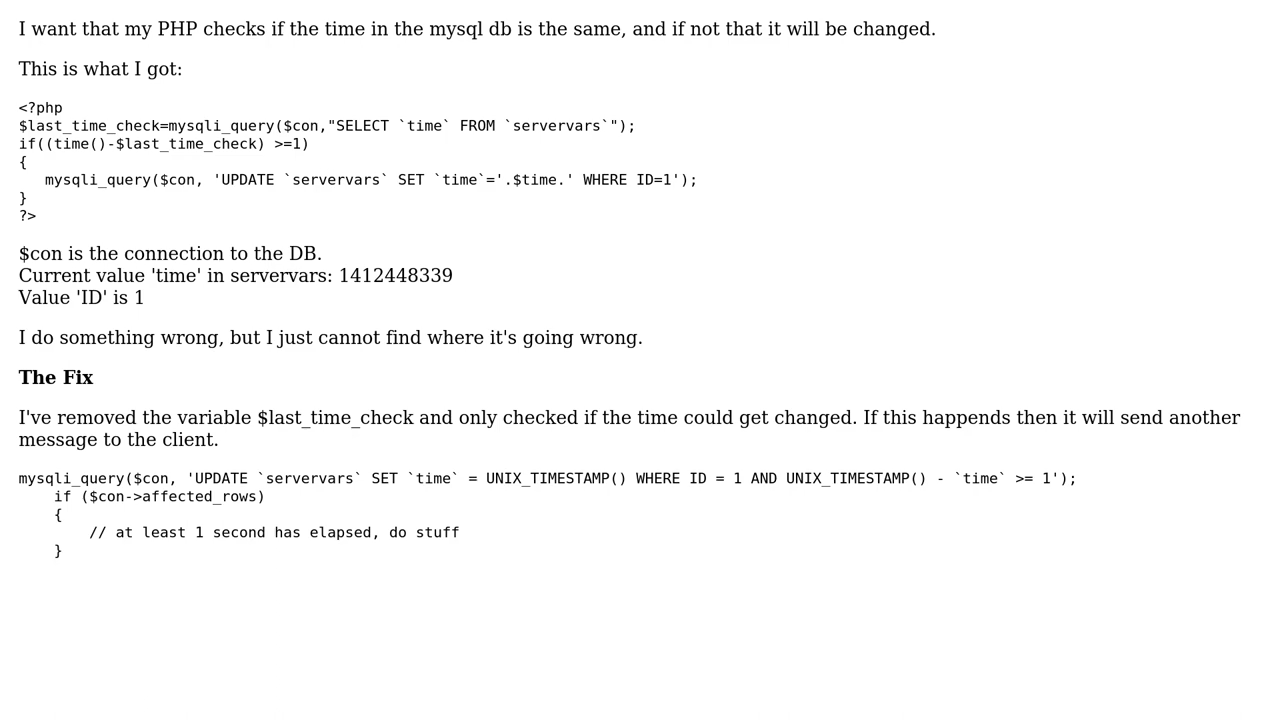 I want that my PHP checks if the time in the mysql db is the same, and if not that it will be changed.
This is what I got:
<?php
$last_time_check=mysqli_query($con,"SELECT `time` FROM `servervars`");
if((time()-$last_time_check) >=1)
{
   mysqli_query($con, 'UPDATE `servervars` SET `time`='.$time.' WHERE ID=1');
}
?>
$con is the connection to the DB.
Current value 'time' in servervars: 1412448339
Value 'ID' is 1
I do something wrong, but I just cannot find where it's going wrong.
The Fix
I've removed the variable $last_time_check and only checked if the time could get changed. If this happends then it will send another
message to the client.
mysqli_query($con, 'UPDATE `servervars` SET `time` = UNIX_TIMESTAMP() WHERE ID = 1 AND UNIX_TIMESTAMP() - `time` >= 1');
    if ($con->affected_rows)
    {
        // at least 1 second has elapsed, do stuff
    }